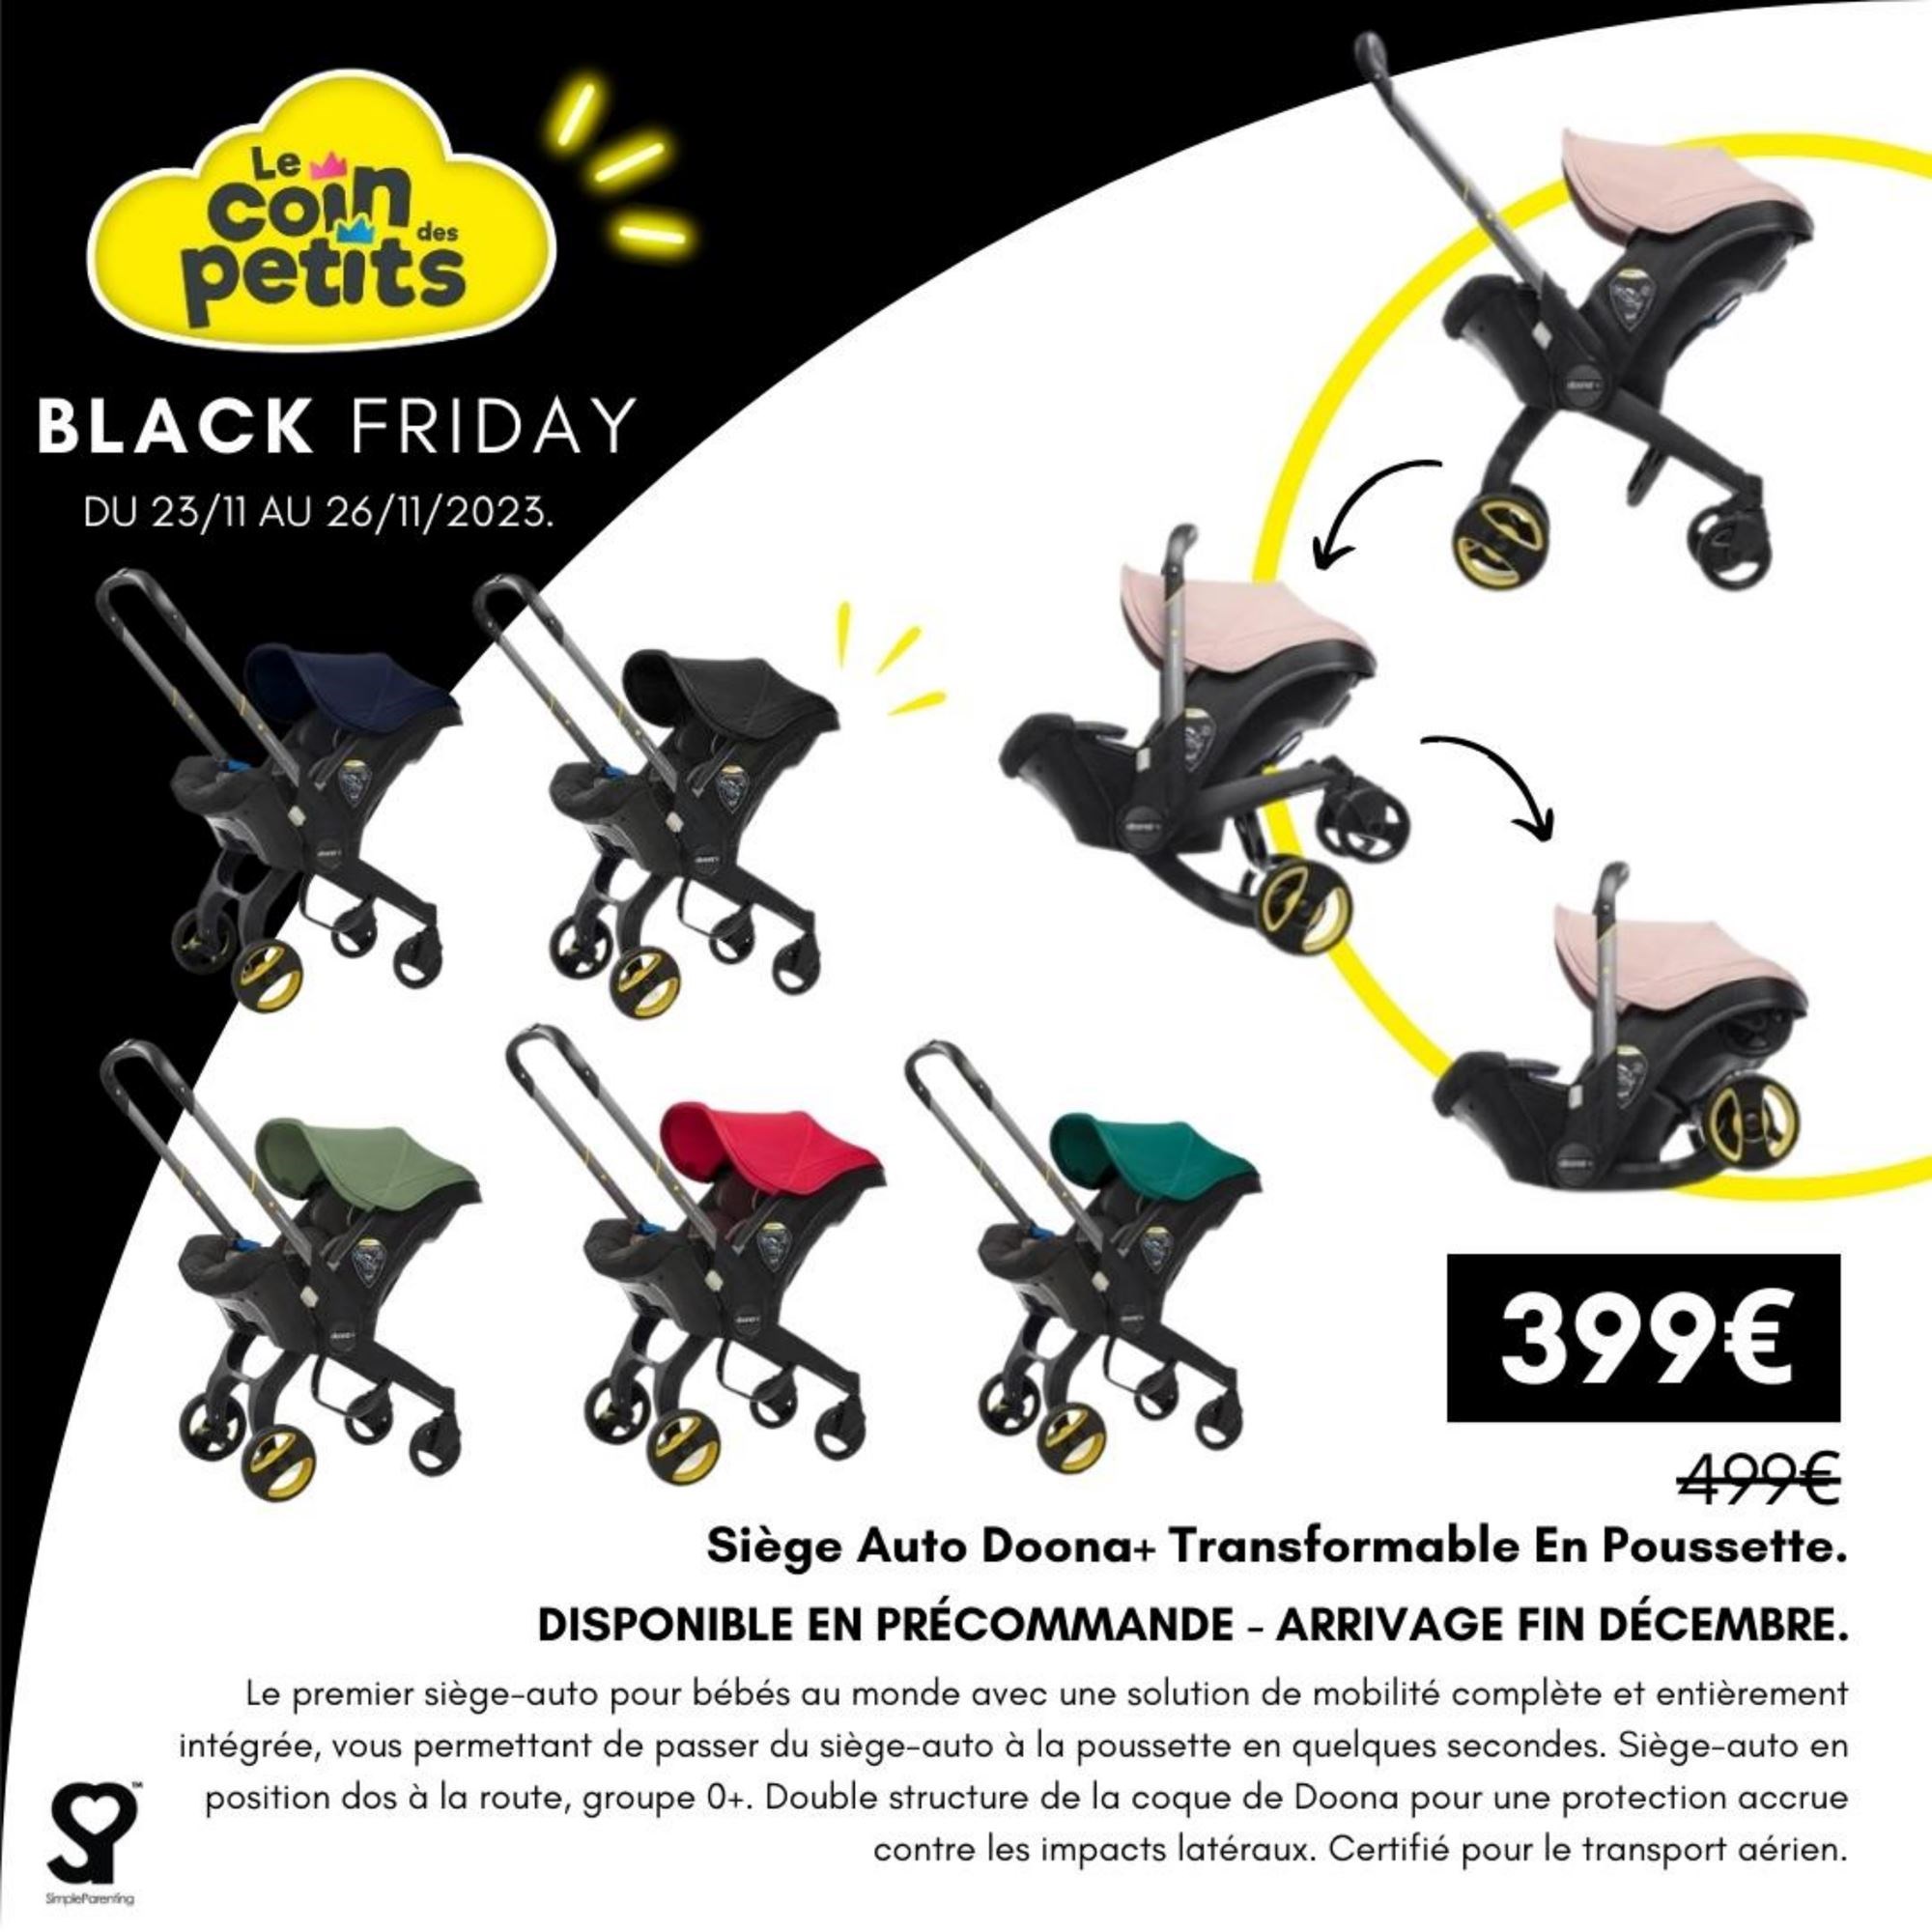 Le
coin
des
petits
BLACK FRIDAY
DU 23/11 AU 26/11/2023.
399€
499€
Siège Auto Doona+ Transformable En Poussette.
DISPONIBLE EN PRÉCOMMANDE - ARRIVAGE FIN DÉCEMBRE.
Le premier siège-auto pour bébés au monde avec une solution de mobilité complète et entièrement
intégrée, vous permettant de passer du siège-auto à la poussette en quelques secondes. Siège-auto en
position dos à la route, groupe 0+. Double structure de la coque de Doona pour une protection accrue
contre les impacts latéraux. Certifié pour le transport aérien.
SimpleParenting